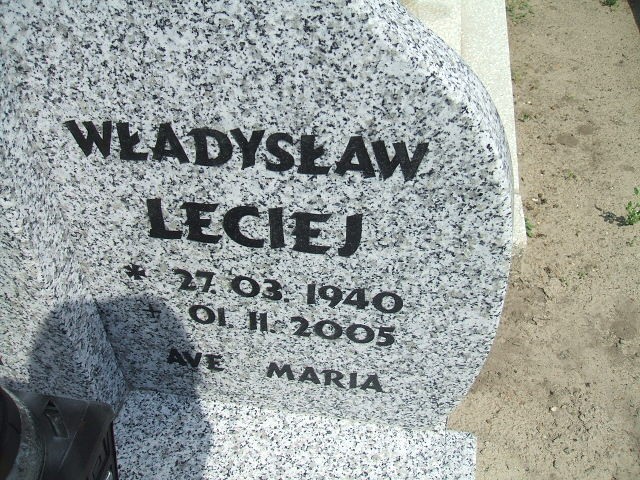 WŁADYSŁAW
LECIEJ
* 27. 03. 1940
+ 01. 11. 2005
AVE MARIA